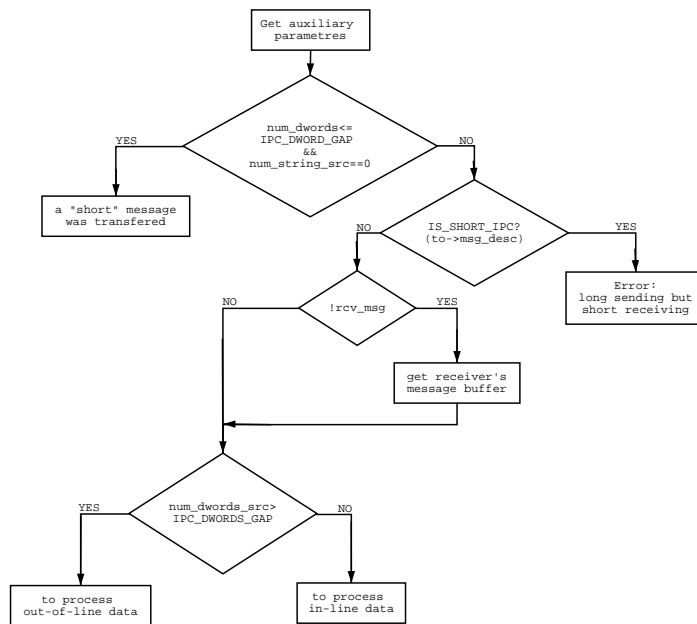 Get auxiliary
parametres
num_dwords<=
IPC_DWORD_GAP
&&
num_string_src==0
YES
NO
a "short" message
was transfered
IS_SHORT_IPC?
(to->msg_desc)
NO
YES
Error:
long sending but
short receiving
!rcv_msg
NO
YES
get receiver's
message buffer
num_dwords_src>
IPC_DWORDS_GAP
YES
NO
to process
out-of-line data
to process
in-line data